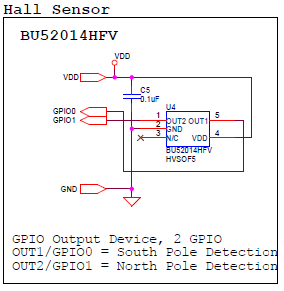 Hall Sensor
BU52014HFV
VDD
VDD
C5
0.1uF
U4
GPIO0
GPIO1
1 OUT2 OUT1 5
2 GND
3 N/C VDD 4
BU52014HFV
HVSOF5
GND
GPIO Output Device, 2 GPIO
OUT1/GPIO0 = South Pole Detection
OUT2/GPIO1 = North Pole Detection